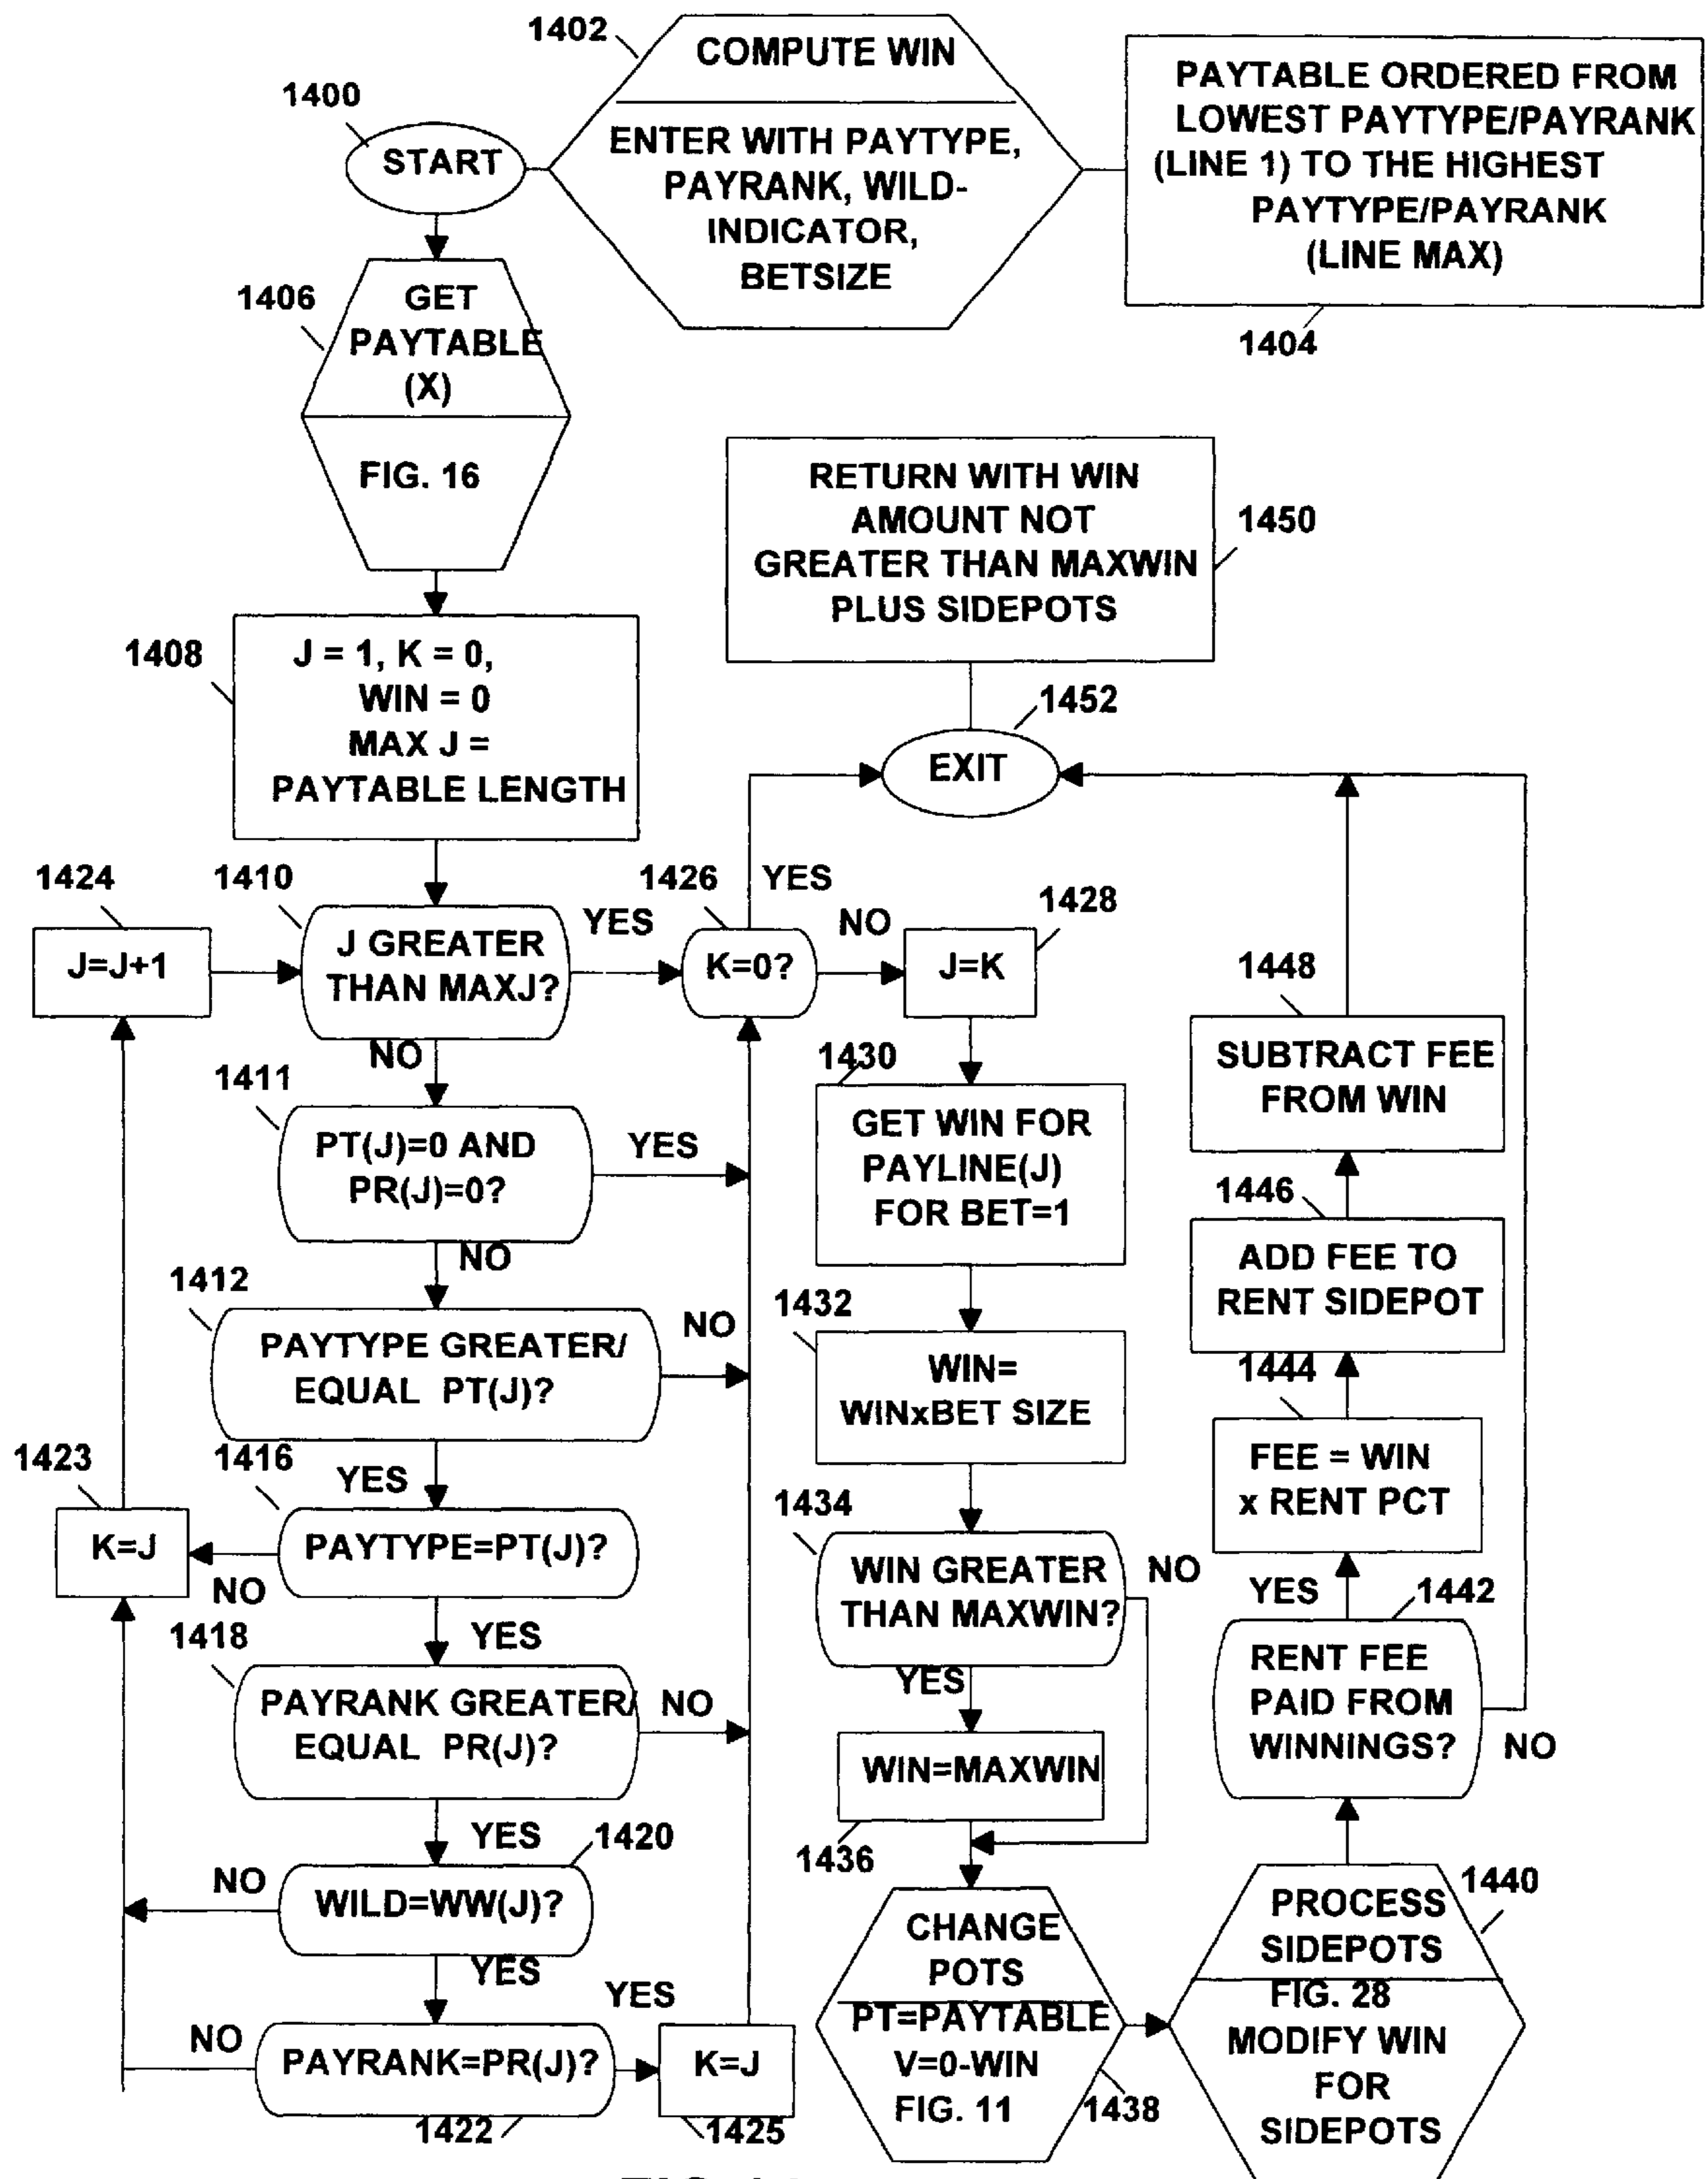 1402
COMPUTE WIN
ENTER WITH PAYTYPE,
PAYRANK, WILD-
INDICATOR,
BETSIZE
PAYTABLE ORDERED FROM
LOWEST PAYTYPE/PAYRANK
(LINE 1) TO THE HIGHEST
PAYTYPE/PAYRANK
(LINE MAX)
1404
1400
START
1406
GET
PAYTABLE
(X)
FIG. 16
1408
J = 1, K = 0,
WIN = 0
MAX J =
PAYTABLE LENGTH
RETURN WITH WIN
AMOUNT NOT
GREATER THAN MAXWIN
PLUS SIDEPOTS
1450
1452
EXIT
1424
J=J+1
1410
J GREATER
THAN MAXJ?
YES
NO
1426
K=0?
YES
NO
1428
J=K
1411
PT(J)=0 AND
PR(J)=0?
YES
NO
1412
PAYTYPE GREATER/
EQUAL PT(J)?
NO
YES
1416
PAYTYPE=PT(J)?
NO
YES
1423
K=J
1418
PAYRANK GREATER/
EQUAL PR(J)?
NO
YES
1420
WILD=WW(J)?
NO
YES
PAYRANK=PR(J)?
NO
YES
1422
K=J
1425
1430
GET WIN FOR
PAYLINE(J)
FOR BET=1
1432
WIN=
WINxBET SIZE
1434
WIN GREATER
THAN MAXWIN?
NO
YES
WIN=MAXWIN
1436
CHANGE
POTS
PT=PAYTABLE
V=0-WIN
FIG. 11
1438
1440
PROCESS
SIDEPOTS
FIG. 28
MODIFY WIN
FOR
SIDEPOTS
1442
RENT FEE
PAID FROM
WINNINGS?
YES
NO
1444
FEE = WIN
x RENT PCT
1446
ADD FEE TO
RENT SIDEPOT
1448
SUBTRACT FEE
FROM WIN